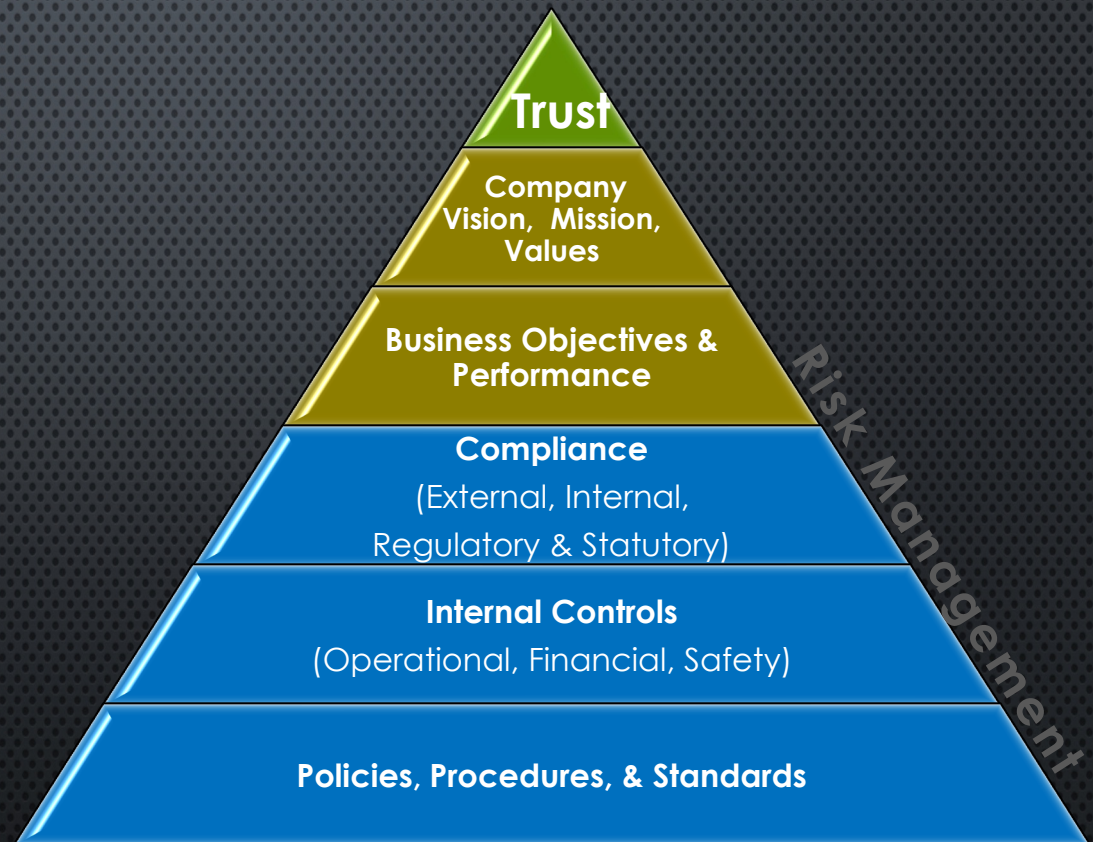 Trust
Company
Vision, Mission,
Values
Business Objectives &
Performance
Compliance
(External, Internal,
Regulatory & Statutory)
Internal Controls
(Operational, Financial, Safety)
Policies, Procedures, & Standards
Risk Management